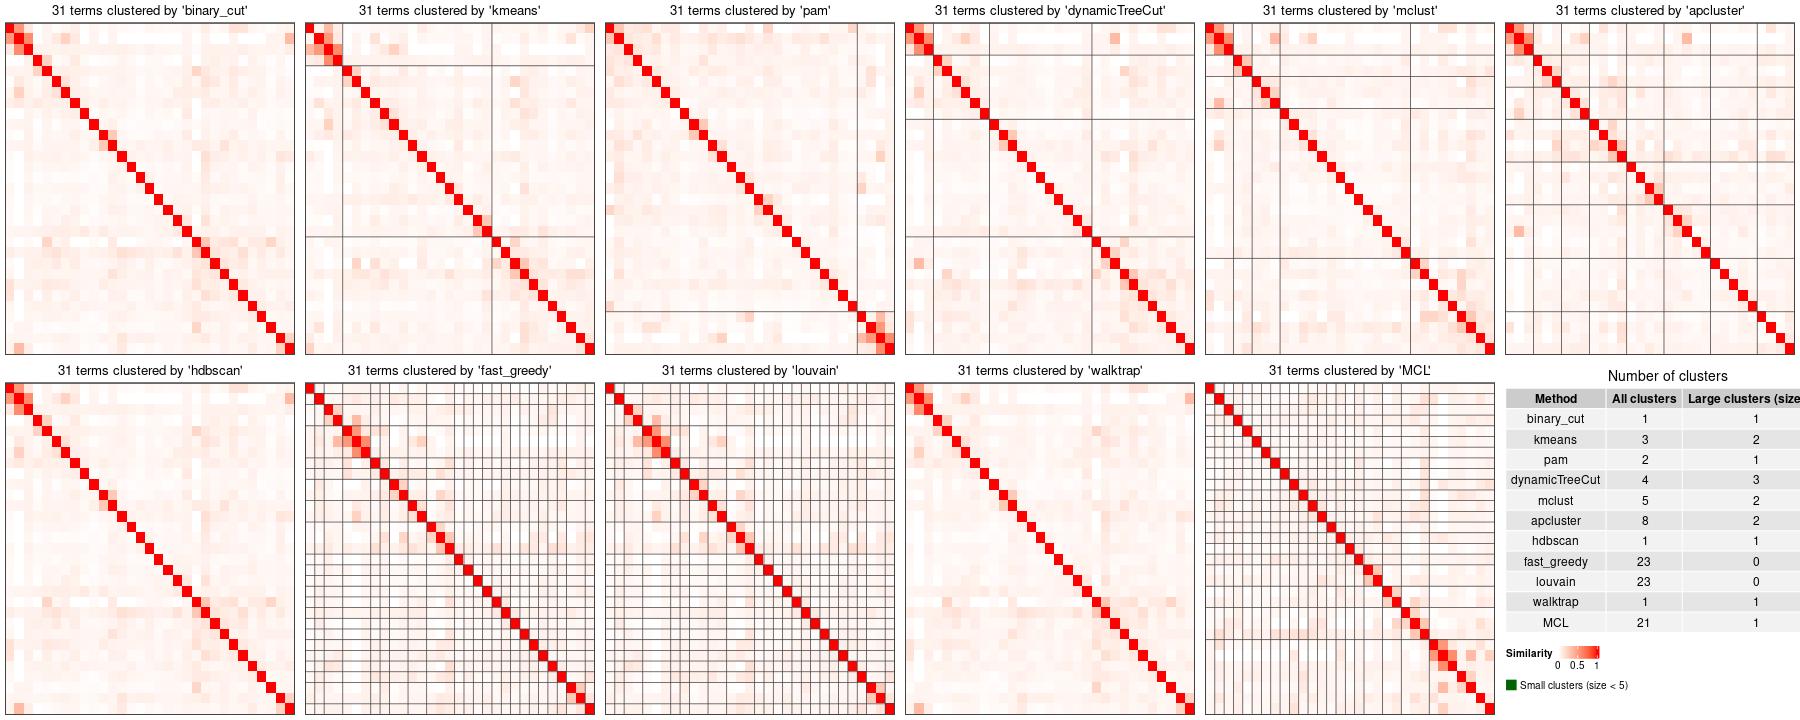 31 terms clustered by 'binary_cut'
31 terms clustered by 'kmeans'
31 terms clustered by 'pam'
31 terms clustered by 'dynamicTreeCut'
31 terms clustered by 'mclust'
31 terms clustered by 'apcluster'
31 terms clustered by 'hdbscan'
31 terms clustered by 'fast_greedy'
31 terms clustered by 'louvain'
31 terms clustered by 'walktrap'
31 terms clustered by 'MCL'
Number of clusters
Method All clusters Large clusters (size
binary_cut 1 1
kmeans 3 2
pam 2 1
dynamicTreeCut 4 3
mclust 5 2
apcluster 8 2
hdbscan 1 1
fast_greedy 23 0
louvain 23 0
walktrap 1 1
MCL 21 1
Similarity
0 0.5 1
Small clusters (size < 5)